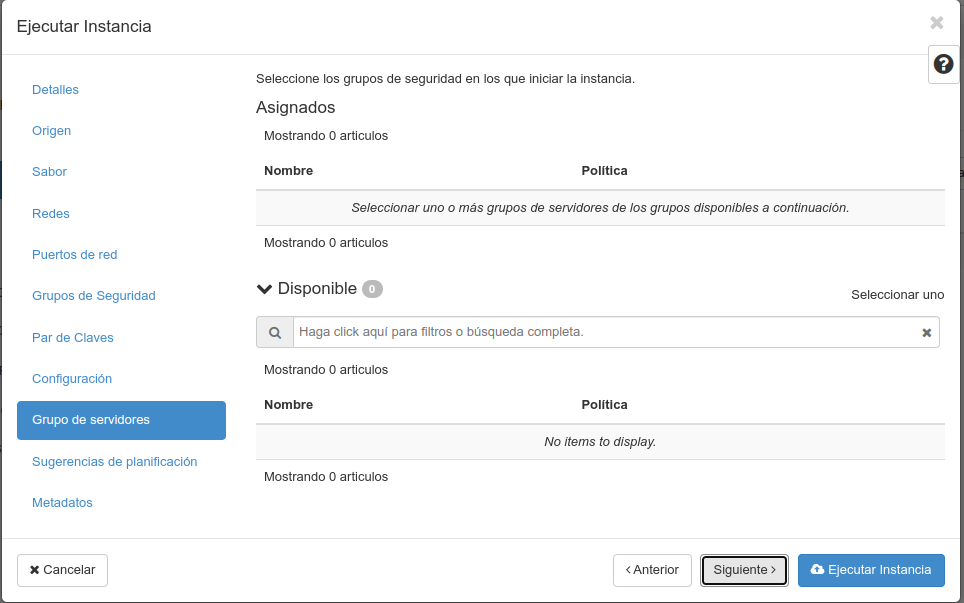 Ejecutar Instancia
Detalles
Origen
Sabor
Redes
Puertos de red
Grupos de Seguridad
Par de Claves
Configuración
Grupo de servidores
Sugerencias de planificación
Metadatos
Seleccione los grupos de seguridad en los que iniciar la instancia.
Asignados
Mostrando 0 articulos
Nombre Política
Seleccionar uno o más grupos de servidores de los grupos disponibles a continuación.
Mostrando 0 articulos
Disponible 0
Seleccionar uno
Haga click aquí para filtros o búsqueda completa.
Mostrando 0 articulos
Nombre Política
No items to display.
Mostrando 0 articulos
Cancelar
Anterior
Siguiente
Ejecutar Instancia